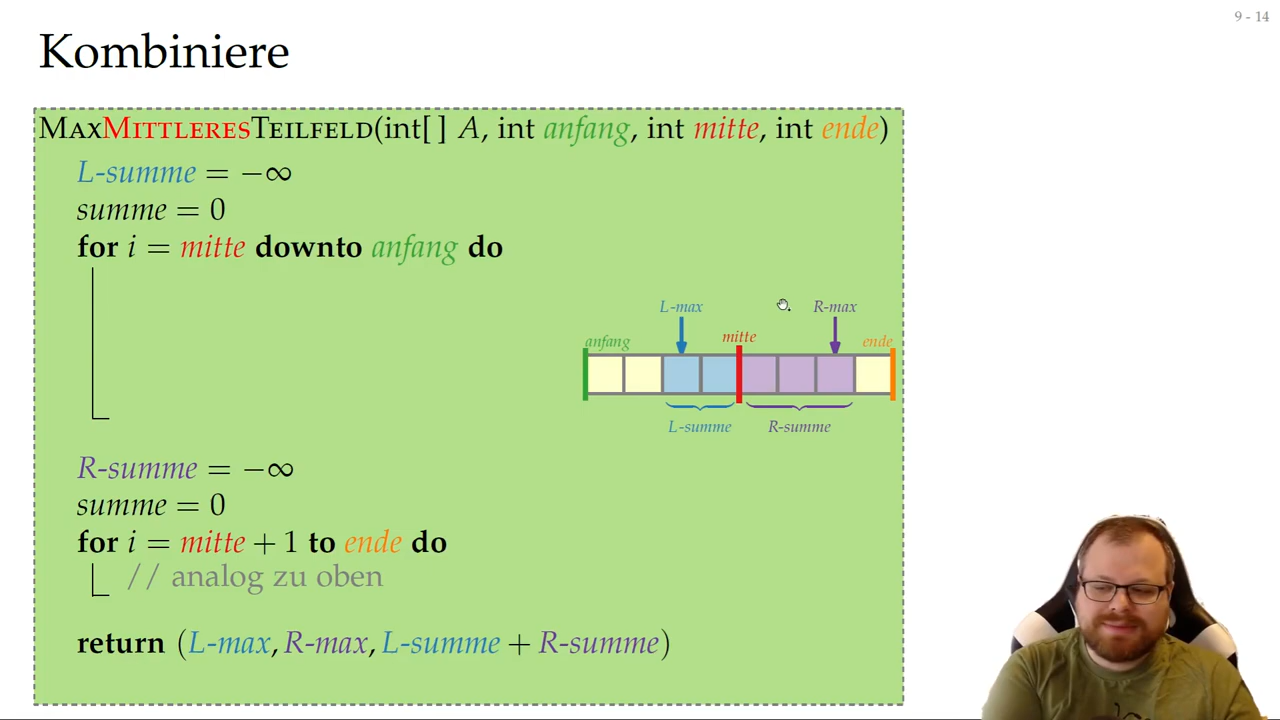 9 - 14
Kombiniere
MaxMittleresTeilfeld(int[ ] A, int anfang, int mitte, int ende)
L-summe = −∞
summe = 0
for i = mitte downto anfang do
L-max
R-max
anfang
mitte
ende
L-summe
R-summe
R-summe = −∞
summe = 0
for i = mitte + 1 to ende do
// analog zu oben
return (L-max, R-max, L-summe + R-summe)